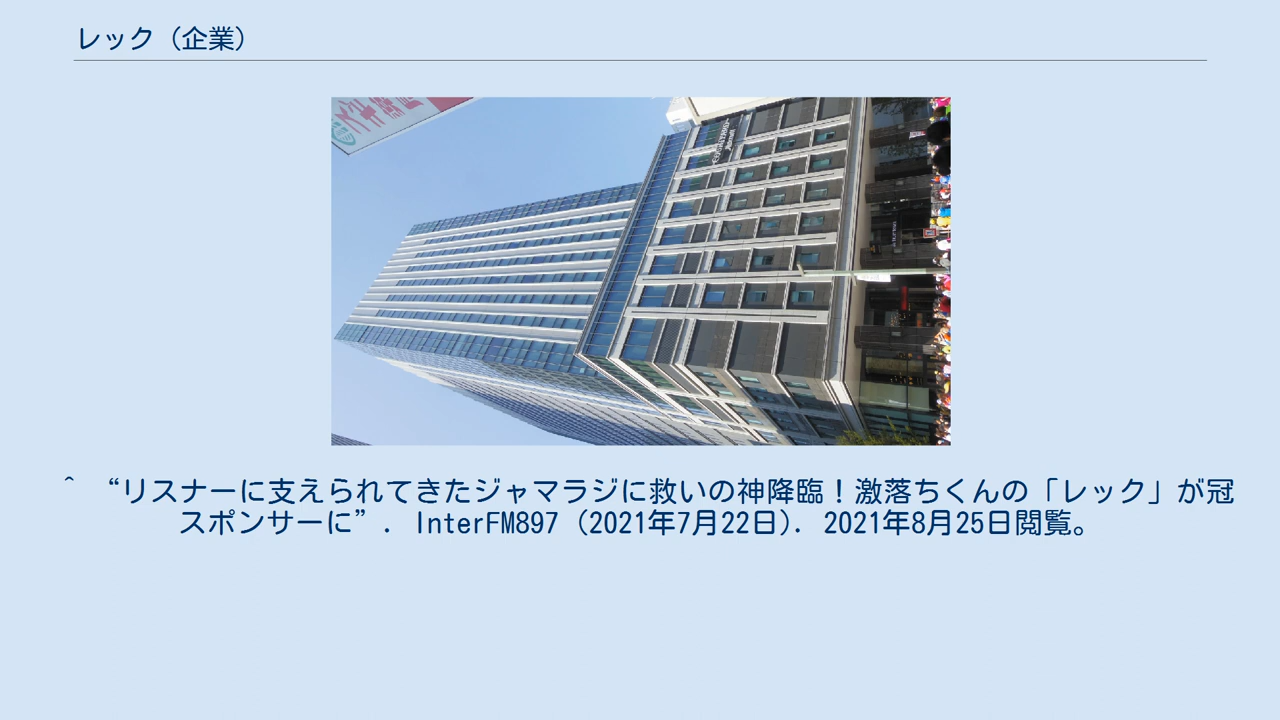 レック（企業）
^ “リスナーに支えられてきたジャマラジに救いの神降臨！激落ちくんの「レック」が冠
スポンサーに”. InterFM897 (2021年7月22日). 2021年8月25日閲覧。